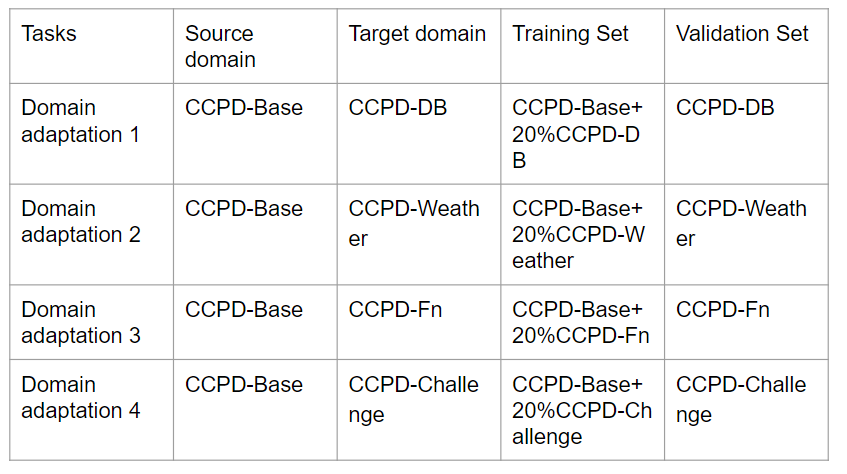 Tasks Source domain Target domain Training Set Validation Set
Domain adaptation 1 CCPD-Base CCPD-DB CCPD-Base+ 20%CCPD-DB CCPD-DB
Domain adaptation 2 CCPD-Base CCPD-Weather CCPD-Base+ 20%CCPD-Weather CCPD-Weather
Domain adaptation 3 CCPD-Base CCPD-Fn CCPD-Base+ 20%CCPD-Fn CCPD-Fn
Domain adaptation 4 CCPD-Base CCPD-Challenge CCPD-Base+ 20%CCPD-Challenge CCPD-Challenge